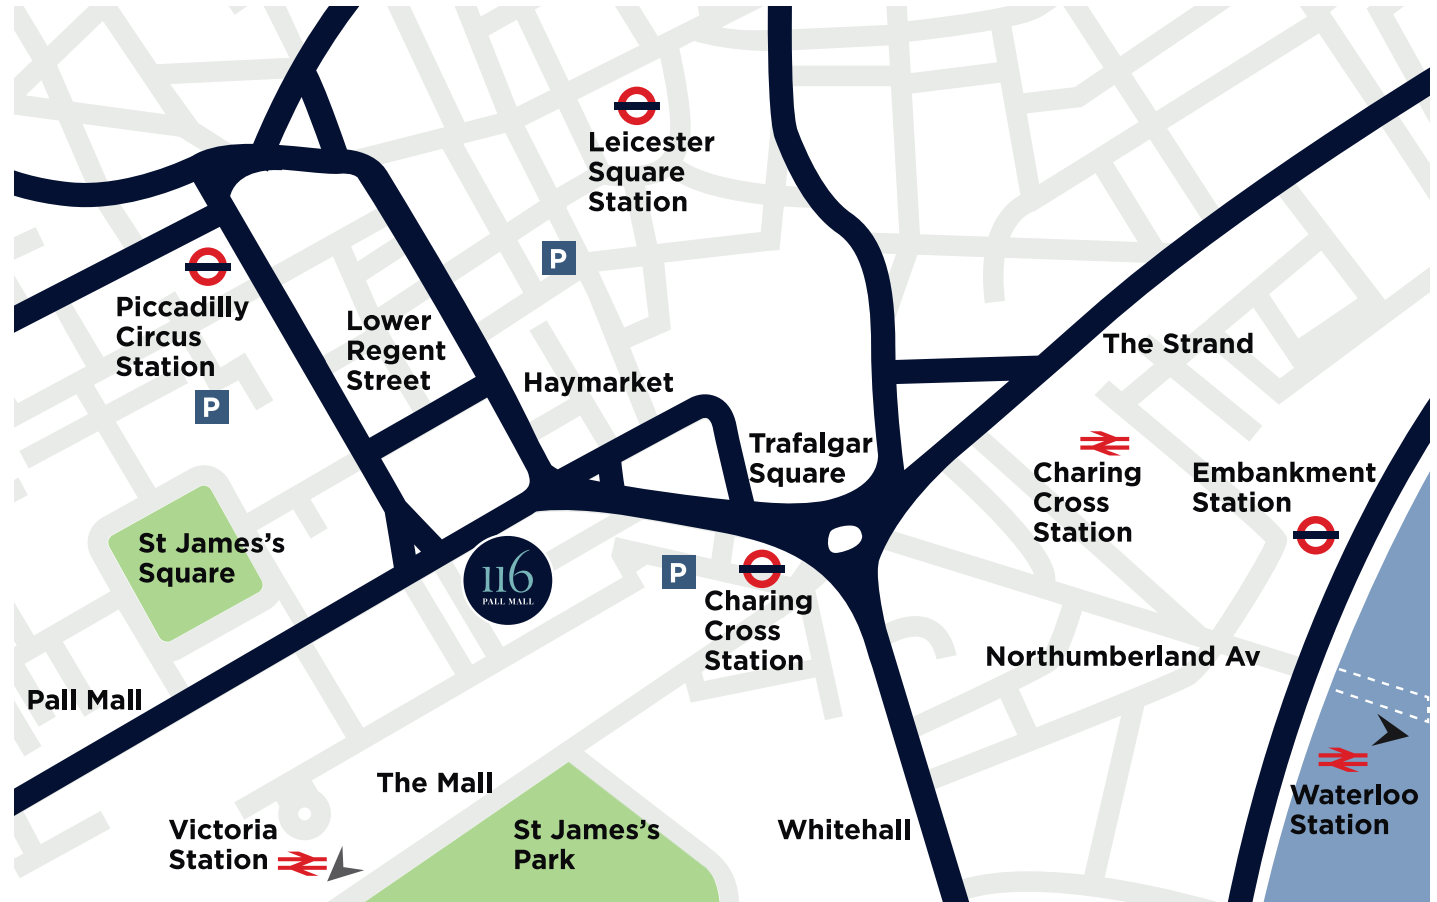 Leicester
Square
Station
P
Piccadilly
Circus
Station
P
Lower
Regent
Street
Haymarket
The Strand
Trafalgar
Square
Charing
Cross
Station
Embankment
Station
St James’s
Square
116
PALL MALL
P
Charing
Cross
Station
Northumberland Av
Pall Mall
The Mall
Victoria
Station
St James’s
Park
Whitehall
Waterloo
Station